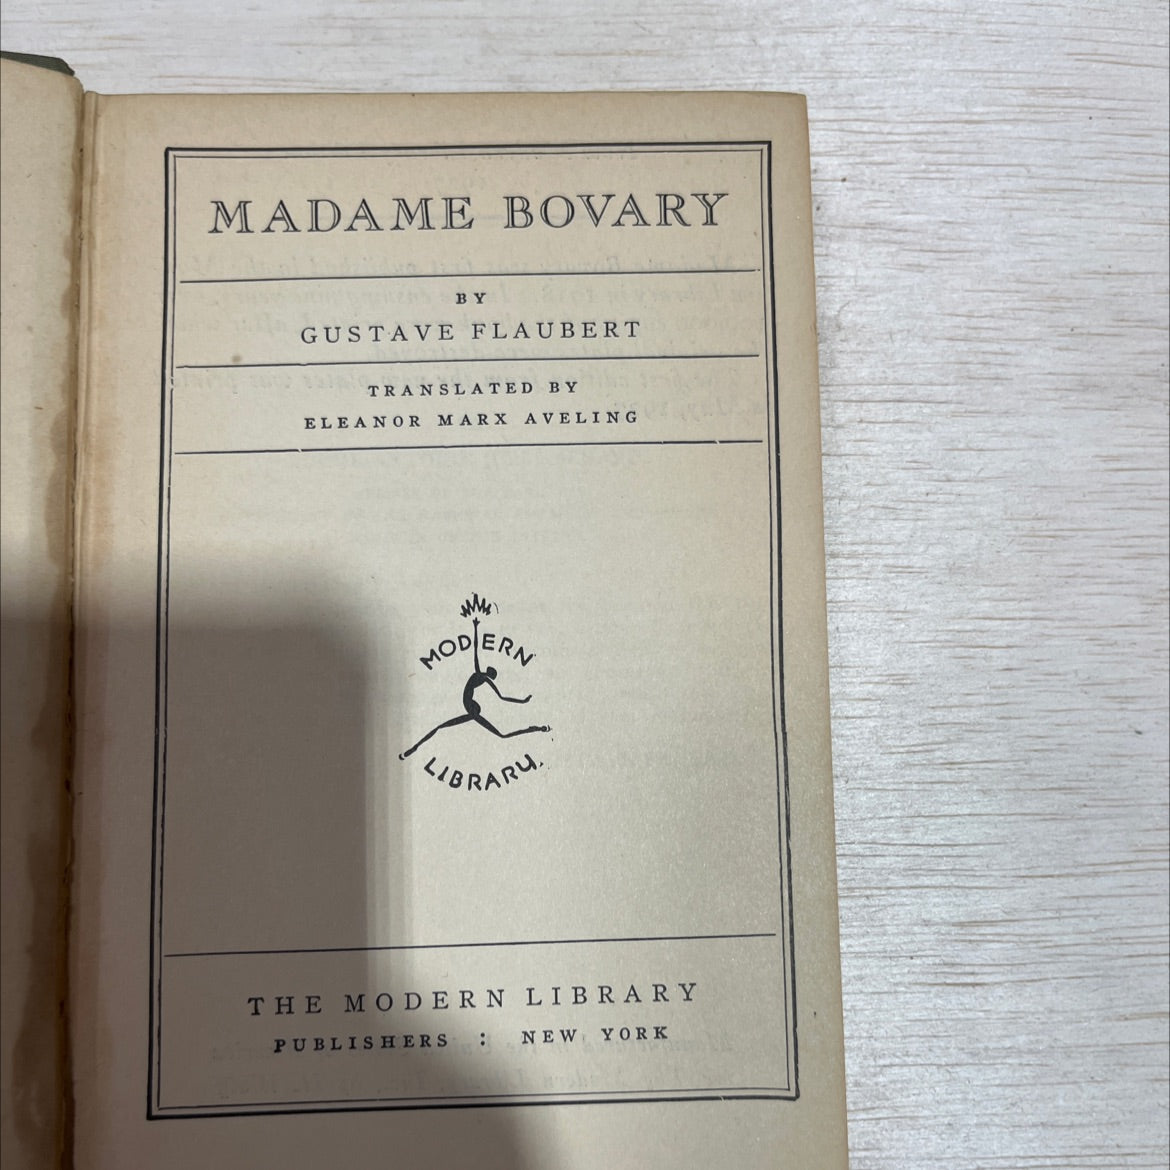 MADAME BOVARY
BY
GUSTAVE FLAUBERT
TRANSLATED BY
ELEANOR MARX AVELING
MODERN
LIBRARY
THE MODERN LIBRARY
PUBLISHERS : NEW YORK